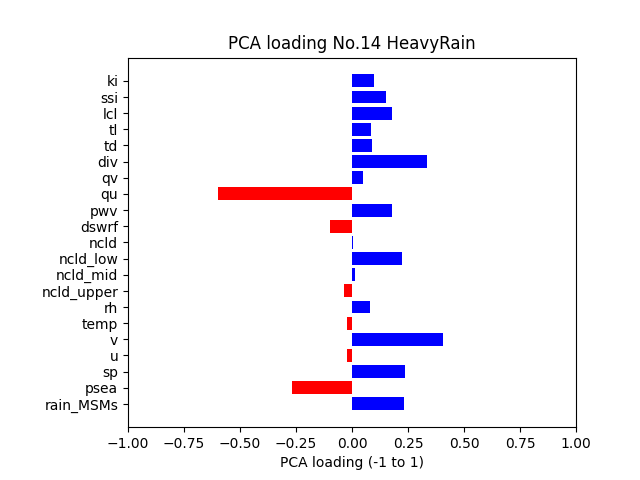 PCA loading No.14 HeavyRain
ki
ssi
lcl
tl
td
div
qv
qu
pwv
dswrf
ncld
ncld_low
ncld_mid
ncld_upper
rh
temp
v
u
sp
psea
rain_MSMs
−1.00 −0.75 −0.50 −0.25 0.00 0.25 0.50 0.75 1.00
PCA loading (-1 to 1)